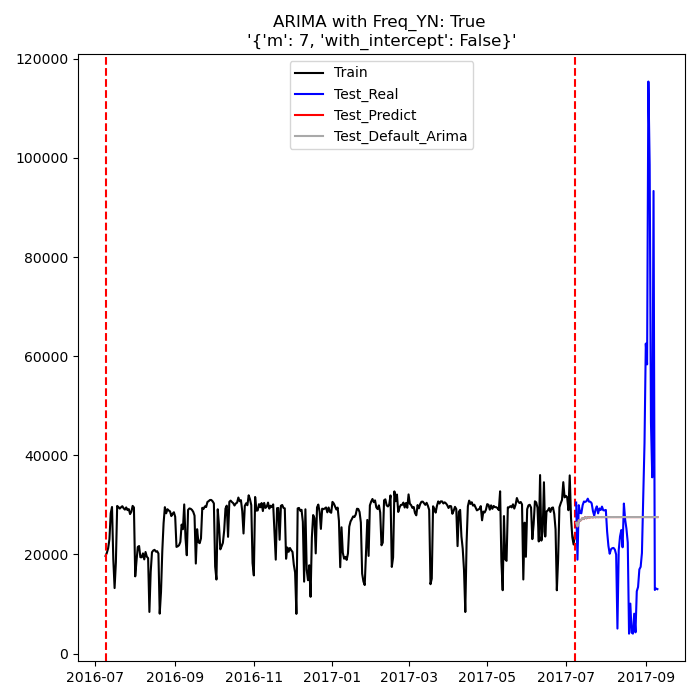 ARIMA with Freq_YN: True
'{'m': 7, 'with_intercept': False}'
Train
Test_Real
Test_Predict
Test_Default_Arima
120000
100000
80000
60000
40000
20000
0
2016-07 2016-09 2016-11 2017-01 2017-03 2017-05 2017-07 2017-09